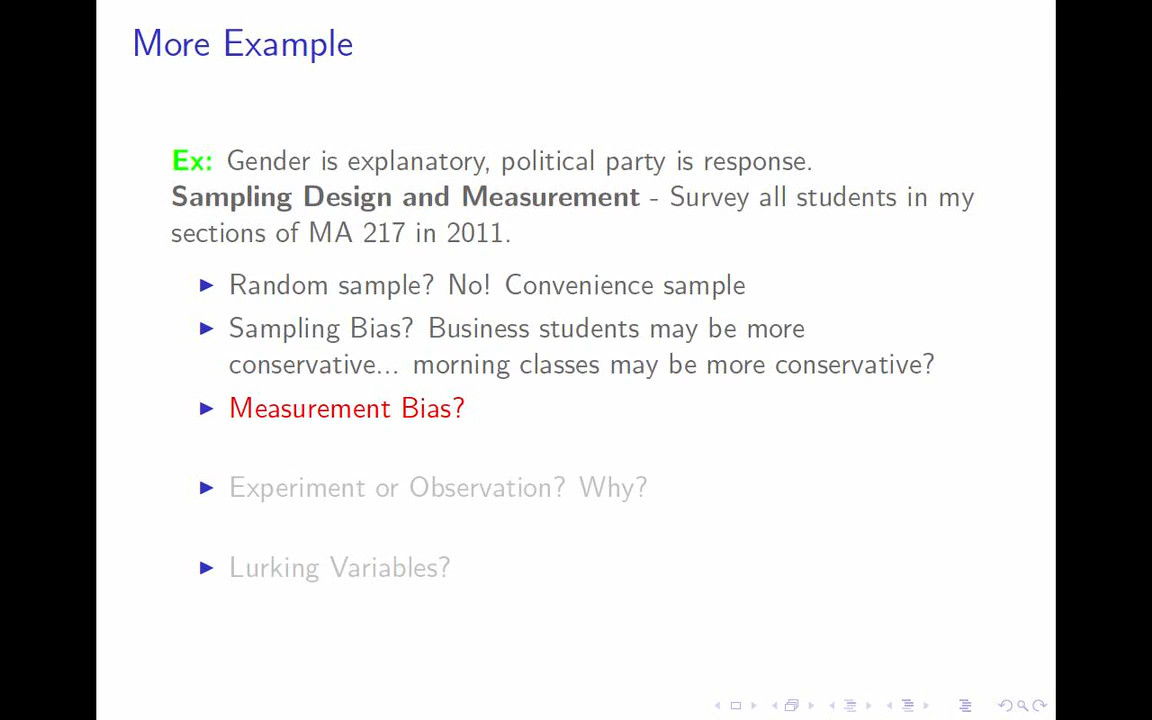 More Example
Ex: Gender is explanatory, political party is response.
Sampling Design and Measurement - Survey all students in my
sections of MA 217 in 2011.
Random sample? No! Convenience sample
Sampling Bias? Business students may be more
conservative... morning classes may be more conservative?
Measurement Bias?
Experiment or Observation? Why?
Lurking Variables?